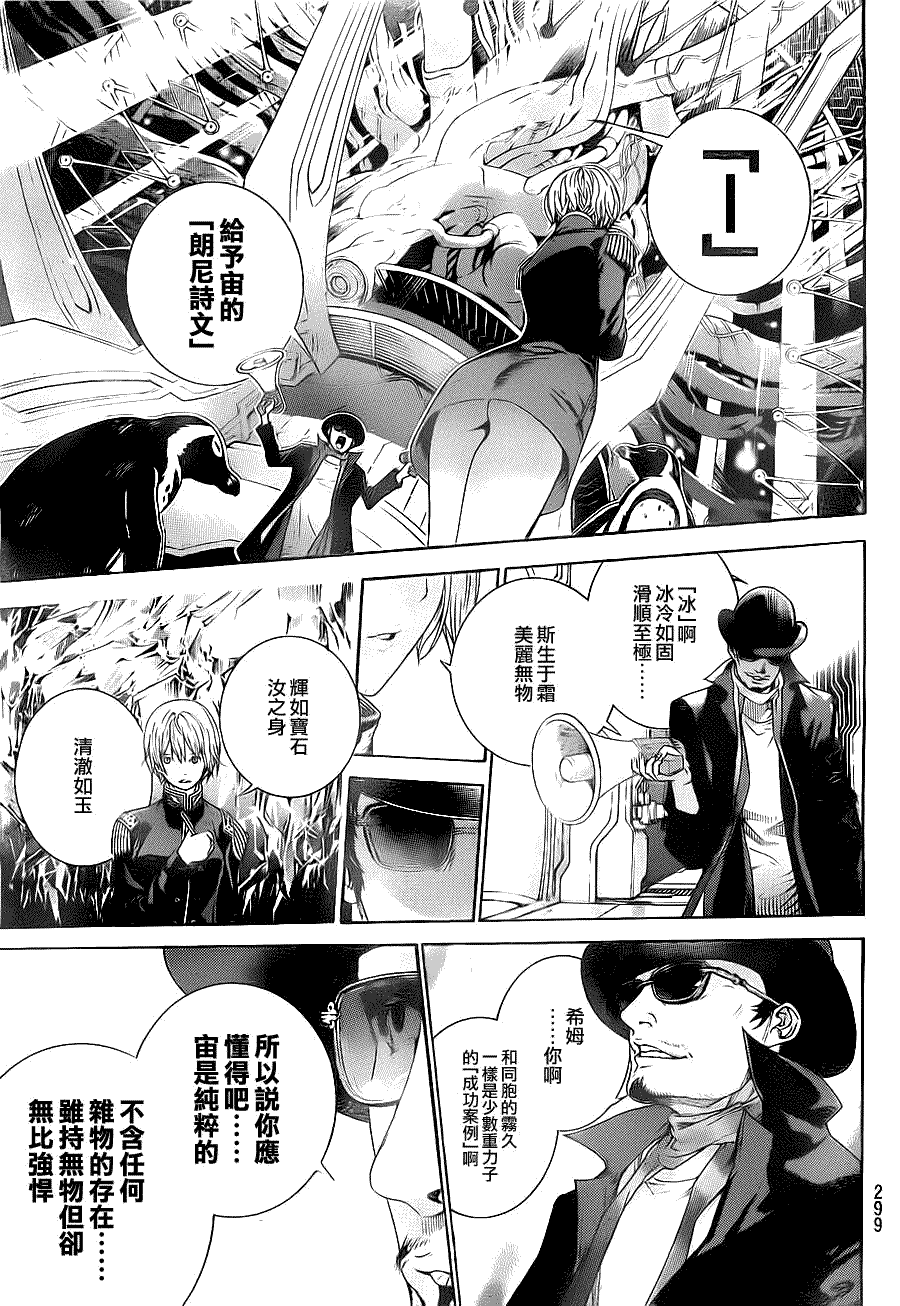 「Ⅰ」
給予宙的
「朗尼詩文」
「冰」啊
冰冷如固
滑順至極……
斯生于霜
美麗無物
輝如寶石
汝之身
清澈如玉
希姆
……你啊
和同胞的霧久
一樣是少數重力子
的「成功案例」啊
所以説你應
懂得吧……
宙是純粹的
不含任何
雜物的存在……
雖持無物但卻
無比強悍
299